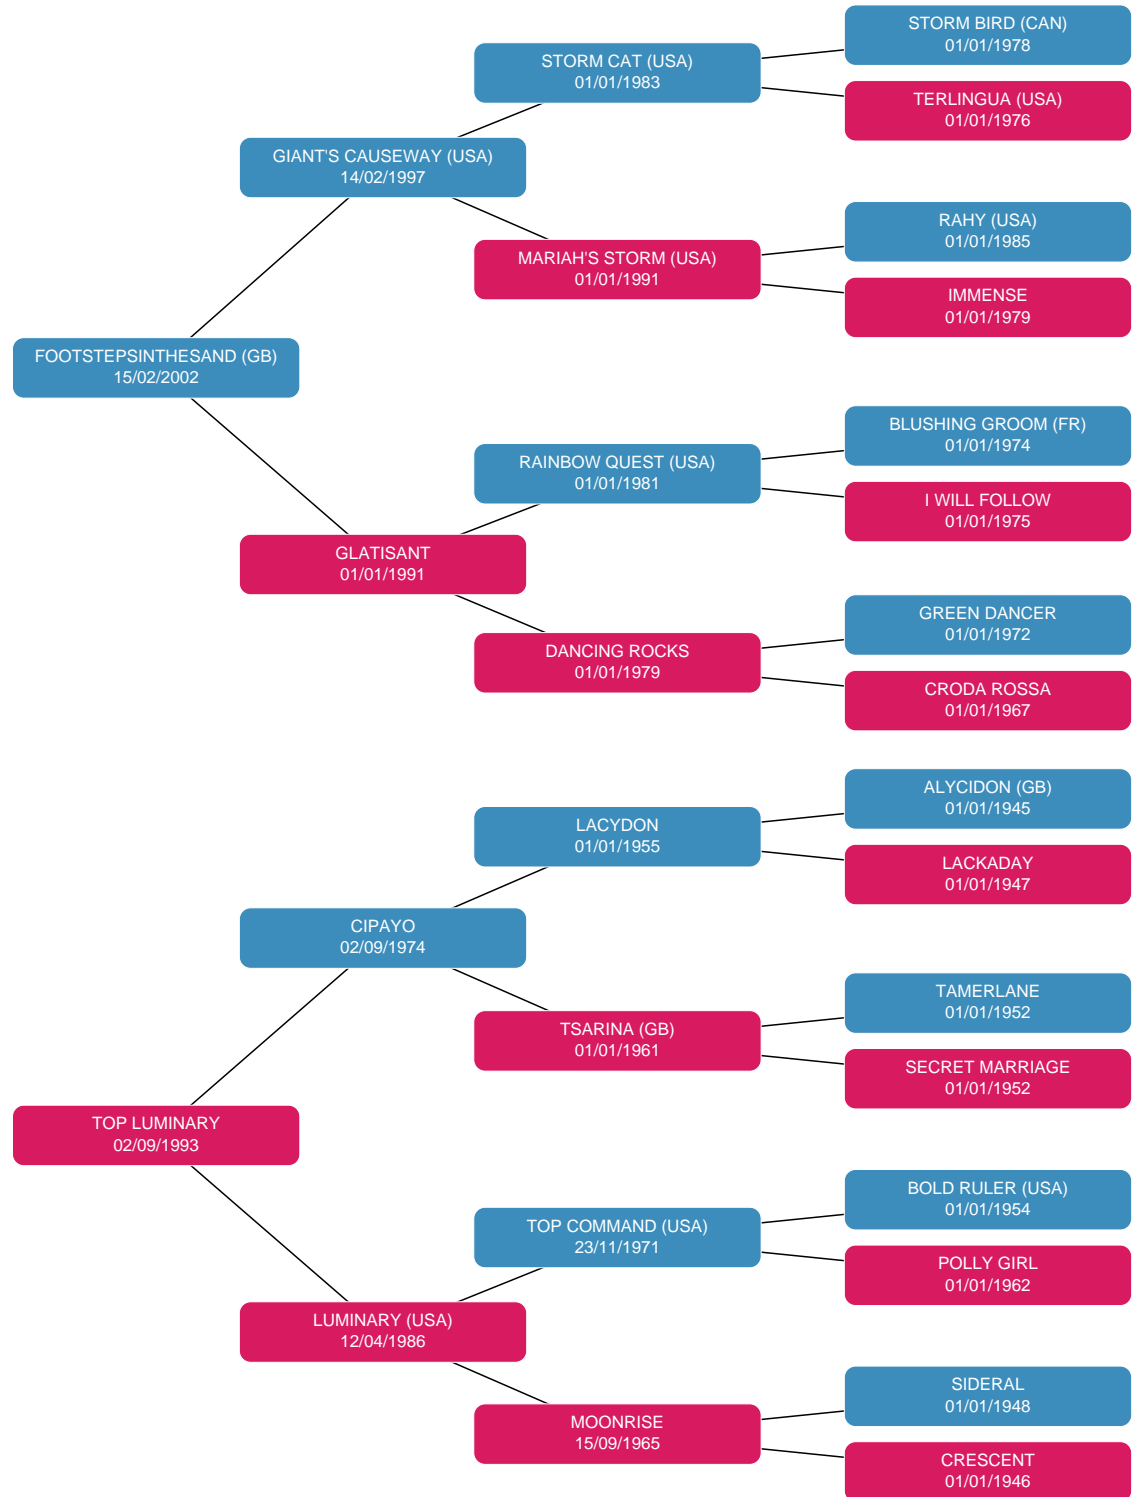 STORM BIRD (CAN)
01/01/1978
STORM CAT (USA)
01/01/1983
TERLINGUA (USA)
01/01/1976
GIANT'S CAUSEWAY (USA)
14/02/1997
RAHY (USA)
01/01/1985
MARIAH'S STORM (USA)
01/01/1991
IMMENSE
01/01/1979
FOOTSTEPSINTHESAND (GB)
15/02/2002
BLUSHING GROOM (FR)
01/01/1974
RAINBOW QUEST (USA)
01/01/1981
I WILL FOLLOW
01/01/1975
GLATISANT
01/01/1991
GREEN DANCER
01/01/1972
DANCING ROCKS
01/01/1979
CRODA ROSSA
01/01/1967
ALYCIDON (GB)
01/01/1945
LACYDON
01/01/1955
LACKADAY
01/01/1947
CIPAYO
02/09/1974
TAMERLANE
01/01/1952
TSARINA (GB)
01/01/1961
SECRET MARRIAGE
01/01/1952
TOP LUMINARY
02/09/1993
BOLD RULER (USA)
01/01/1954
TOP COMMAND (USA)
23/11/1971
POLLY GIRL
01/01/1962
LUMINARY (USA)
12/04/1986
SIDERAL
01/01/1948
MOONRISE
15/09/1965
CRESCENT
01/01/1946